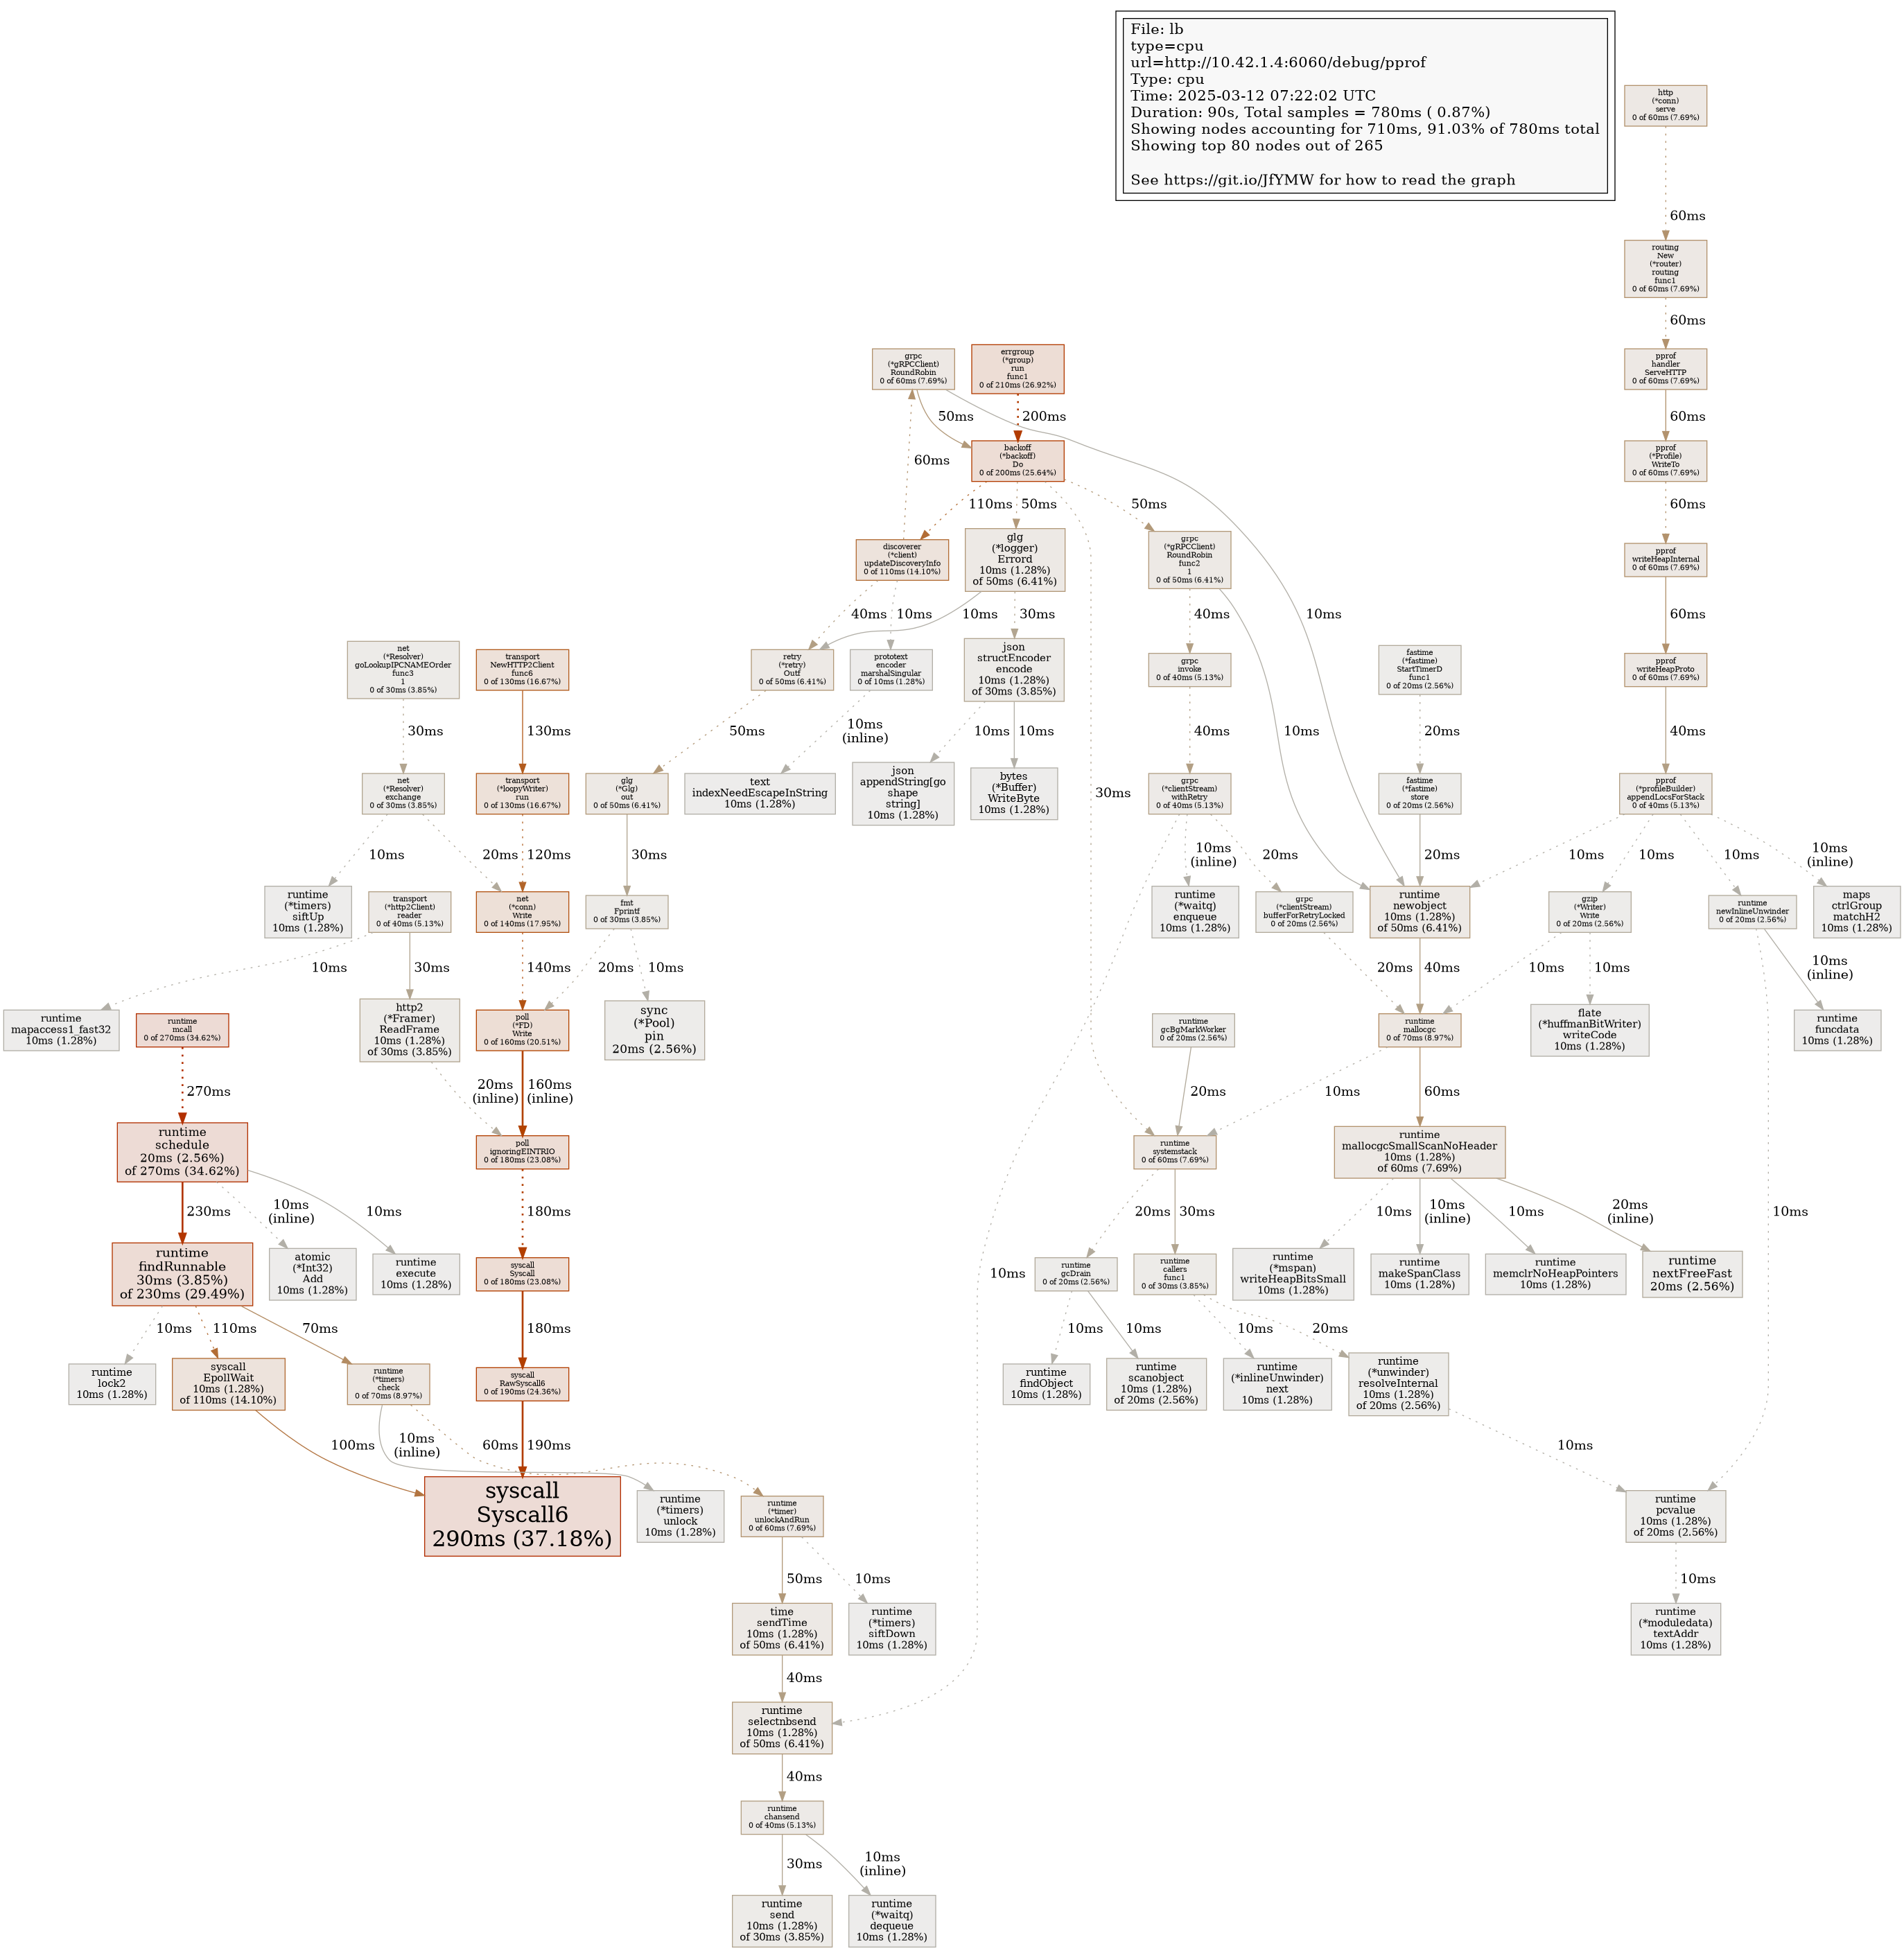 File: lb
type=cpu
url=http://10.42.1.4:6060/debug/pprof
Type: cpu
Time: 2025-03-12 07:22:02 UTC
Duration: 90s, Total samples = 780ms ( 0.87%)
Showing nodes accounting for 710ms, 91.03% of 780ms total
Showing top 80 nodes out of 265
See https://git.io/JfYMW for how to read the graph
http
(*conn)
serve
0 of 60ms (7.69%)
60ms
routing
New
(*router)
routing
func1
0 of 60ms (7.69%)
60ms
grpc
(*gRPCClient)
RoundRobin
0 of 60ms (7.69%)
errgroup
(*group)
run
func1
0 of 210ms (26.92%)
pprof
handler
ServeHTTP
0 of 60ms (7.69%)
50ms
200ms
60ms
60ms
backoff
(*backoff)
Do
0 of 200ms (25.64%)
pprof
(*Profile)
WriteTo
0 of 60ms (7.69%)
110ms
50ms
50ms
60ms
discoverer
(*client)
updateDiscoveryInfo
0 of 110ms (14.10%)
glg
(*logger)
Errord
10ms (1.28%)
of 50ms (6.41%)
grpc
(*gRPCClient)
RoundRobin
func2
1
0 of 50ms (6.41%)
pprof
writeHeapInternal
0 of 60ms (7.69%)
40ms
10ms
10ms
30ms
40ms
10ms
60ms
net
(*Resolver)
goLookupIPCNAMEOrder
func3
1
0 of 30ms (3.85%)
transport
NewHTTP2Client
func6
0 of 130ms (16.67%)
retry
(*retry)
Outf
0 of 50ms (6.41%)
prototext
encoder
marshalSingular
0 of 10ms (1.28%)
json
structEncoder
encode
10ms (1.28%)
of 30ms (3.85%)
grpc
invoke
0 of 40ms (5.13%)
fastime
(*fastime)
StartTimerD
func1
0 of 20ms (2.56%)
pprof
writeHeapProto
0 of 60ms (7.69%)
30ms
130ms
50ms
10ms
(inline)
10ms
10ms
40ms
10ms
20ms
40ms
net
(*Resolver)
exchange
0 of 30ms (3.85%)
transport
(*loopyWriter)
run
0 of 130ms (16.67%)
glg
(*Glg)
out
0 of 50ms (6.41%)
text
indexNeedEscapeInString
10ms (1.28%)
json
appendString[go
shape
string]
10ms (1.28%)
bytes
(*Buffer)
WriteByte
10ms (1.28%)
30ms
grpc
(*clientStream)
withRetry
0 of 40ms (5.13%)
fastime
(*fastime)
store
0 of 20ms (2.56%)
pprof
(*profileBuilder)
appendLocsForStack
0 of 40ms (5.13%)
10ms
20ms
120ms
30ms
10ms
(inline)
20ms
20ms
10ms
10ms
10ms
10ms
(inline)
runtime
(*timers)
siftUp
10ms (1.28%)
transport
(*http2Client)
reader
0 of 40ms (5.13%)
net
(*conn)
Write
0 of 140ms (17.95%)
fmt
Fprintf
0 of 30ms (3.85%)
runtime
(*waitq)
enqueue
10ms (1.28%)
grpc
(*clientStream)
bufferForRetryLocked
0 of 20ms (2.56%)
runtime
newobject
10ms (1.28%)
of 50ms (6.41%)
gzip
(*Writer)
Write
0 of 20ms (2.56%)
runtime
newInlineUnwinder
0 of 20ms (2.56%)
maps
ctrlGroup
matchH2
10ms (1.28%)
10ms
30ms
140ms
20ms
10ms
20ms
40ms
10ms
10ms
10ms
(inline)
runtime
mapaccess1_fast32
10ms (1.28%)
runtime
mcall
0 of 270ms (34.62%)
http2
(*Framer)
ReadFrame
10ms (1.28%)
of 30ms (3.85%)
poll
(*FD)
Write
0 of 160ms (20.51%)
sync
(*Pool)
pin
20ms (2.56%)
runtime
gcBgMarkWorker
0 of 20ms (2.56%)
runtime
mallocgc
0 of 70ms (8.97%)
flate
(*huffmanBitWriter)
writeCode
10ms (1.28%)
runtime
funcdata
10ms (1.28%)
270ms
20ms
(inline)
160ms
(inline)
20ms
10ms
60ms
runtime
schedule
20ms (2.56%)
of 270ms (34.62%)
poll
ignoringEINTRIO
0 of 180ms (23.08%)
runtime
systemstack
0 of 60ms (7.69%)
runtime
mallocgcSmallScanNoHeader
10ms (1.28%)
of 60ms (7.69%)
230ms
10ms
(inline)
10ms
180ms
10ms
20ms
30ms
10ms
10ms
(inline)
10ms
20ms
(inline)
10ms
runtime
findRunnable
30ms (3.85%)
of 230ms (29.49%)
atomic
(*Int32)
Add
10ms (1.28%)
runtime
execute
10ms (1.28%)
syscall
Syscall
0 of 180ms (23.08%)
runtime
gcDrain
0 of 20ms (2.56%)
runtime
callers
func1
0 of 30ms (3.85%)
runtime
(*mspan)
writeHeapBitsSmall
10ms (1.28%)
runtime
makeSpanClass
10ms (1.28%)
runtime
memclrNoHeapPointers
10ms (1.28%)
runtime
nextFreeFast
20ms (2.56%)
10ms
110ms
70ms
180ms
10ms
10ms
10ms
20ms
runtime
lock2
10ms (1.28%)
syscall
EpollWait
10ms (1.28%)
of 110ms (14.10%)
runtime
(*timers)
check
0 of 70ms (8.97%)
syscall
RawSyscall6
0 of 190ms (24.36%)
runtime
findObject
10ms (1.28%)
runtime
scanobject
10ms (1.28%)
of 20ms (2.56%)
runtime
(*inlineUnwinder)
next
10ms (1.28%)
runtime
(*unwinder)
resolveInternal
10ms (1.28%)
of 20ms (2.56%)
100ms
10ms
(inline)
60ms
190ms
10ms
syscall
Syscall6
290ms (37.18%)
runtime
(*timers)
unlock
10ms (1.28%)
runtime
(*timer)
unlockAndRun
0 of 60ms (7.69%)
runtime
pcvalue
10ms (1.28%)
of 20ms (2.56%)
50ms
10ms
10ms
time
sendTime
10ms (1.28%)
of 50ms (6.41%)
runtime
(*timers)
siftDown
10ms (1.28%)
runtime
(*moduledata)
textAddr
10ms (1.28%)
40ms
runtime
selectnbsend
10ms (1.28%)
of 50ms (6.41%)
40ms
runtime
chansend
0 of 40ms (5.13%)
30ms
10ms
(inline)
runtime
send
10ms (1.28%)
of 30ms (3.85%)
runtime
(*waitq)
dequeue
10ms (1.28%)